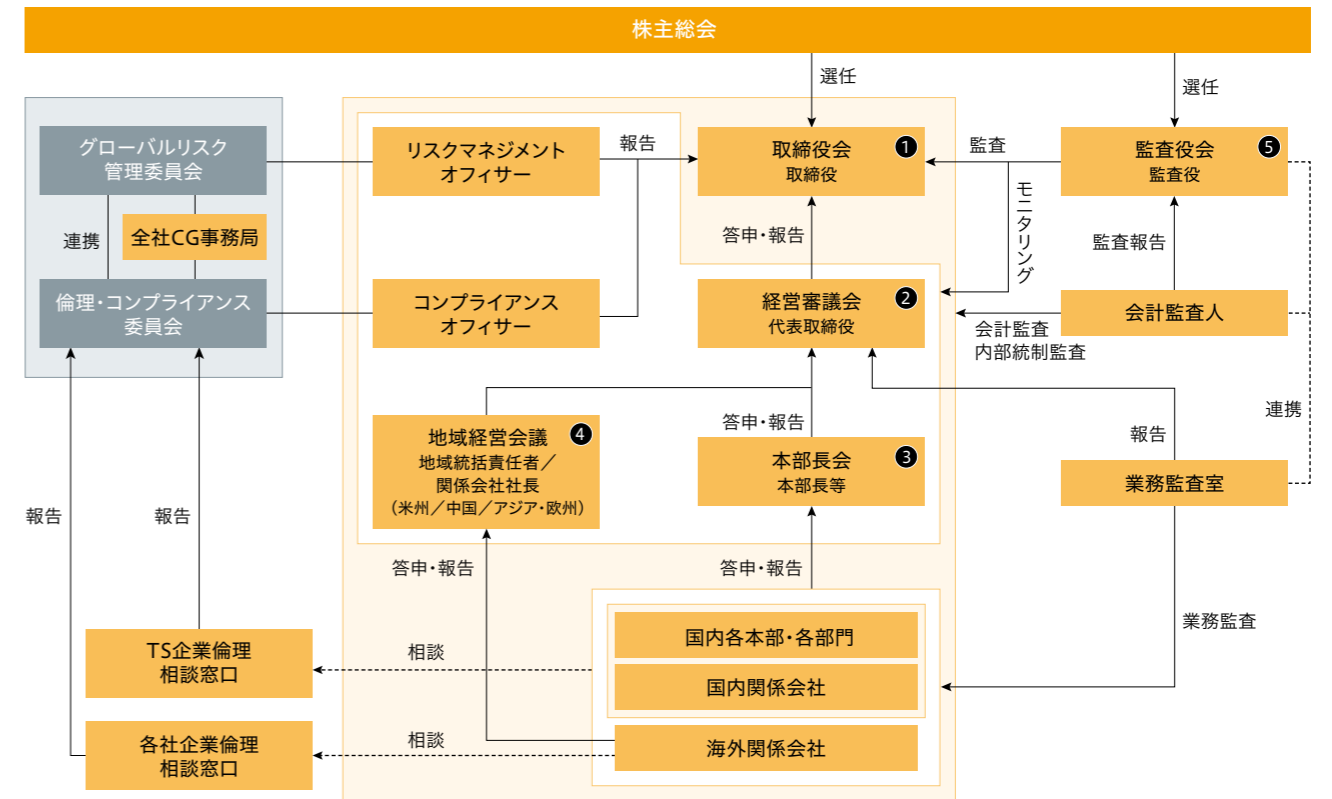 株主総会
選任
選任
グローバルリスク
管理委員会
リスクマネジメント
オフィサー
報告
取締役会
取締役
❶
監査
監査役会
監査役
❺
モニタリング
連携
全社CG事務局
答申・報告
監査報告
倫理・コンプライアンス
委員会
コンプライアンス
オフィサー
経営審議会
代表取締役
❷
会計監査人
会計監査
内部統制監査
連携
地域経営会議
地域統括責任者／
関係会社社長
（米州／中国／アジア・欧州）
❹
答申・報告
本部長会
本部長等
❸
報告
業務監査室
報告
報告
答申・報告
答申・報告
業務監査
TS企業倫理
相談窓口
相談
国内各本部・各部門
国内関係会社
各社企業倫理
相談窓口
相談
海外関係会社